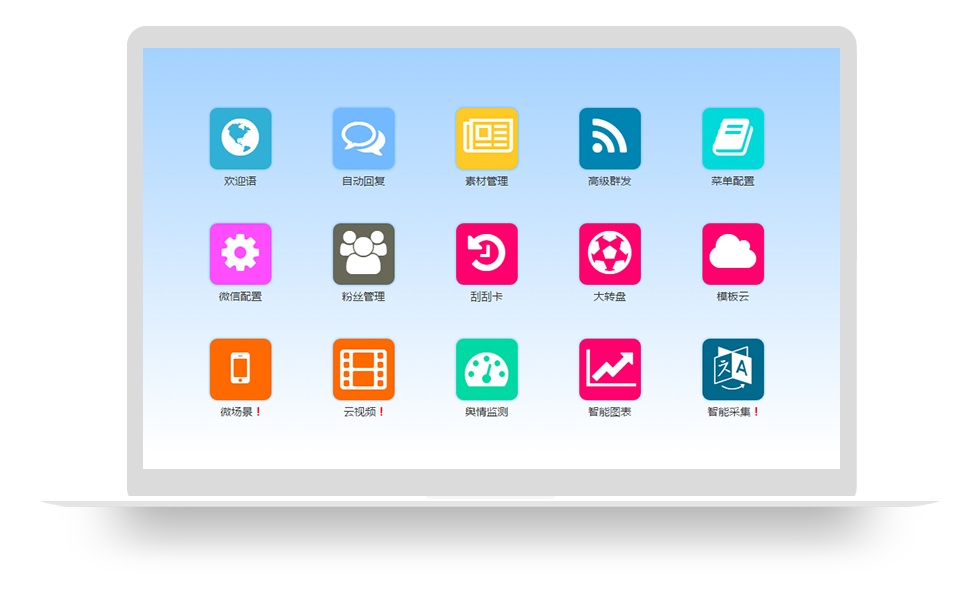 欢迎语
自动回复
素材管理
高级群发
菜单配置
微信配置
粉丝管理
刮刮卡
大转盘
模板云
微场景！
云视频！
舆情监测
智能图表
智能采集！